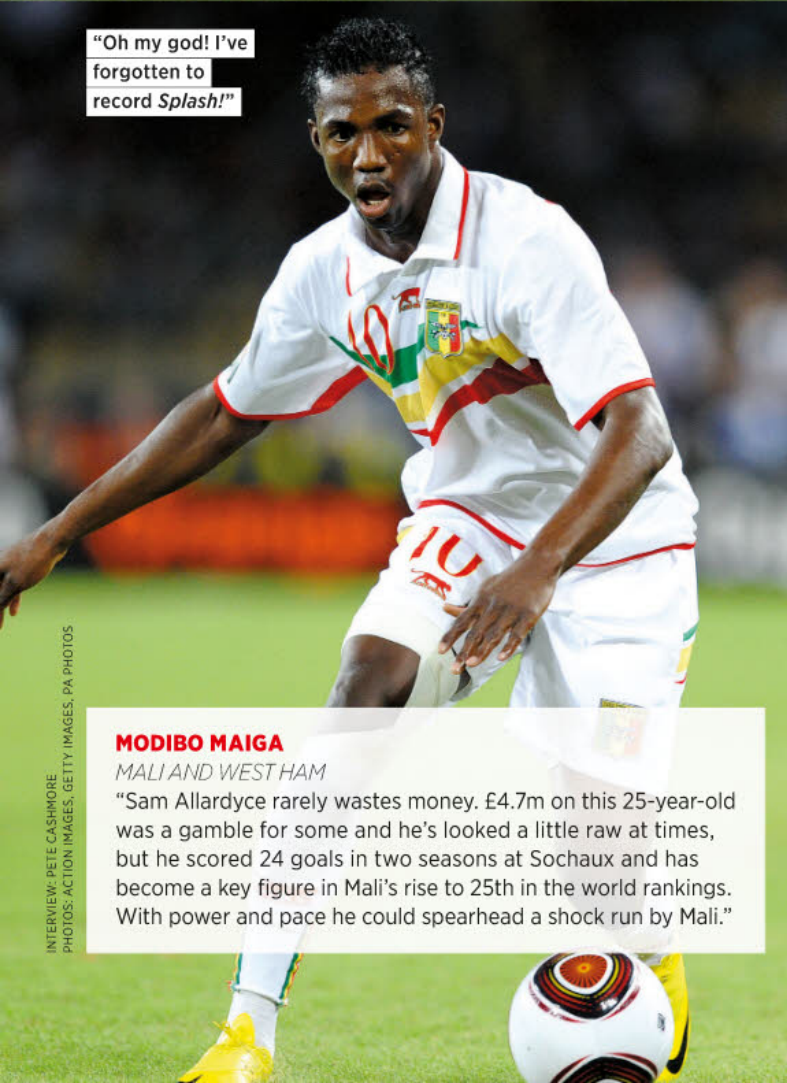 “Oh my god! I’ve
forgotten to
record Splash!”
10
10
MODIBO MAIGA
MALI AND WEST HAM
“Sam Allardyce rarely wastes money. £4.7m on this 25-year-old
was a gamble for some and he’s looked a little raw at times,
but he scored 24 goals in two seasons at Sochaux and has
become a key figure in Mali’s rise to 25th in the world rankings.
With power and pace he could spearhead a shock run by Mali.”
INTERVIEW: PETE CASHMORE
PHOTOS: ACTION IMAGES, GETTY IMAGES, PA PHOTOS